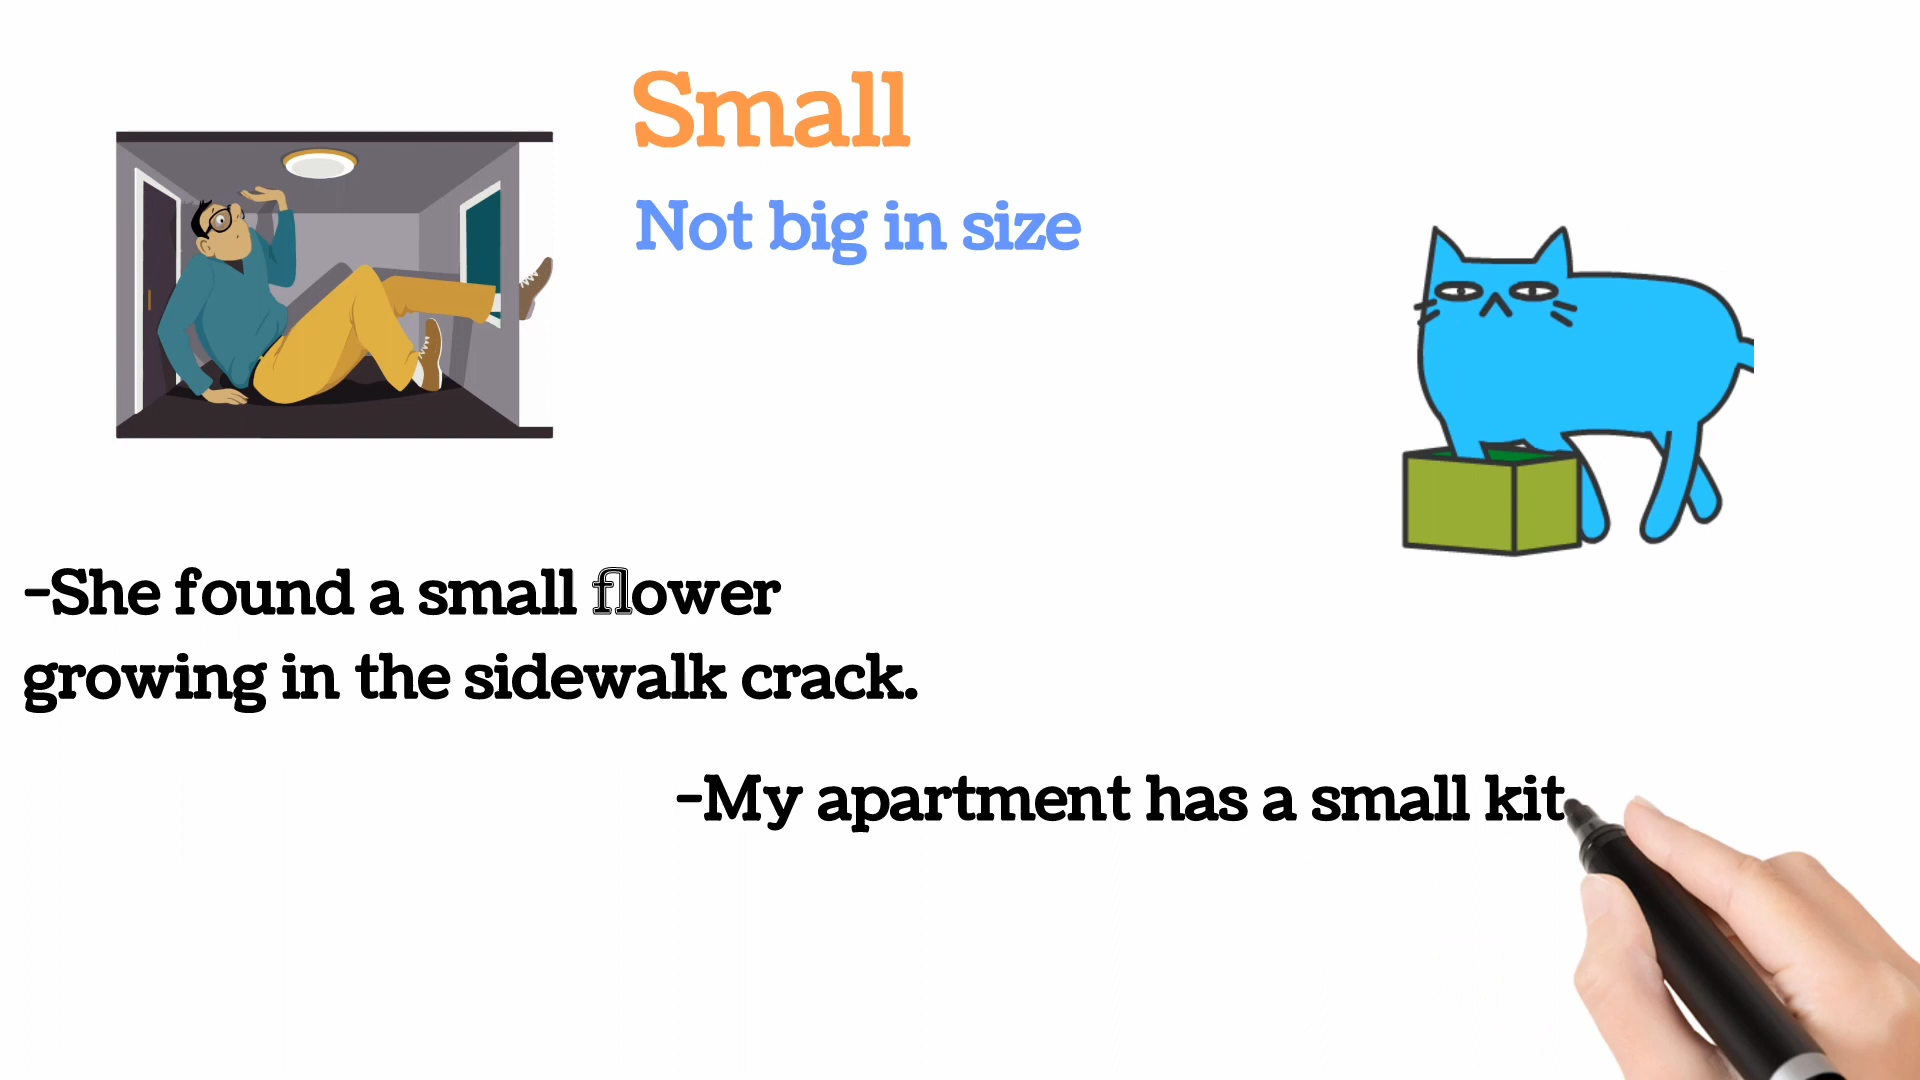 Small
Not big in size
-She found a small flower
growing in the sidewalk crack.
-My apartment has a small kit